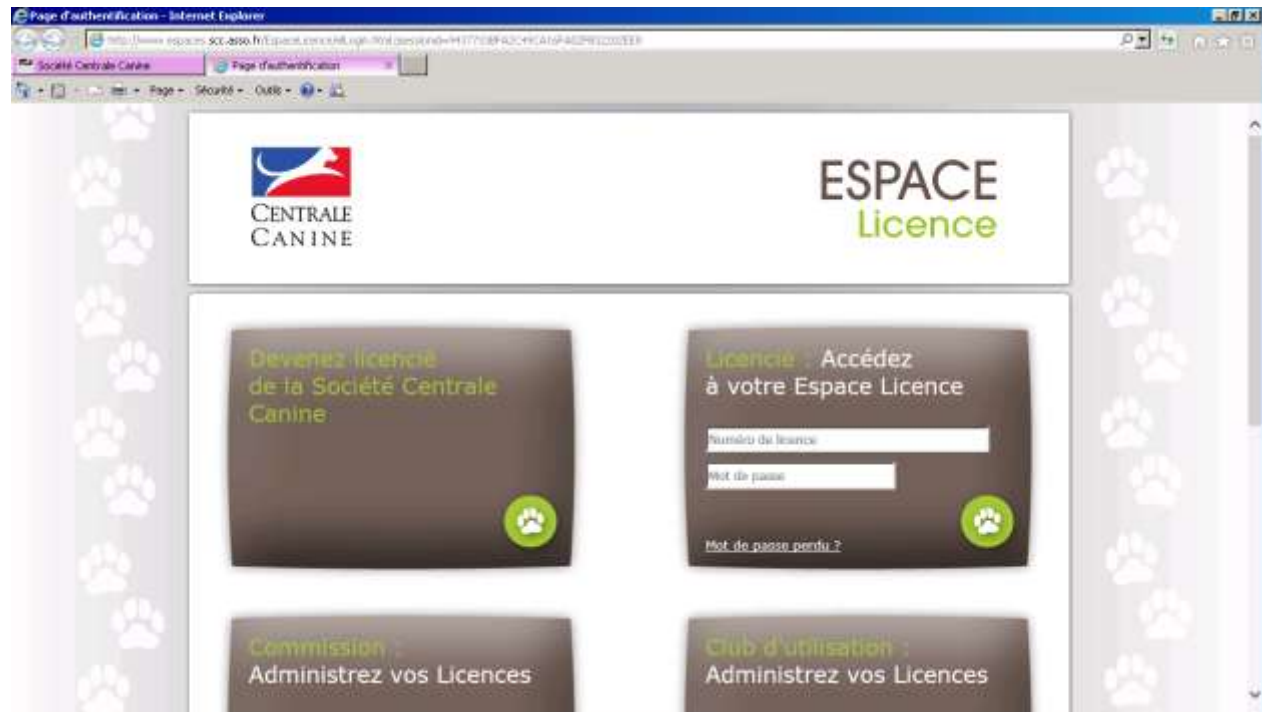 Page d'authentification - Internet Explorer
Société Centrale Canine
Page d'authentification
Page
Sécurité
Outils
CENTRALE
CANINE
ESPACE
Licence
Devenez licencié
de la Société Centrale
Canine
Licencié : Accédez
à votre Espace Licence
Numéro de licence
Mot de passe
Mot de passe perdu ?
Commission :
Administrez vos Licences
Club d'utilisation :
Administrez vos Licences